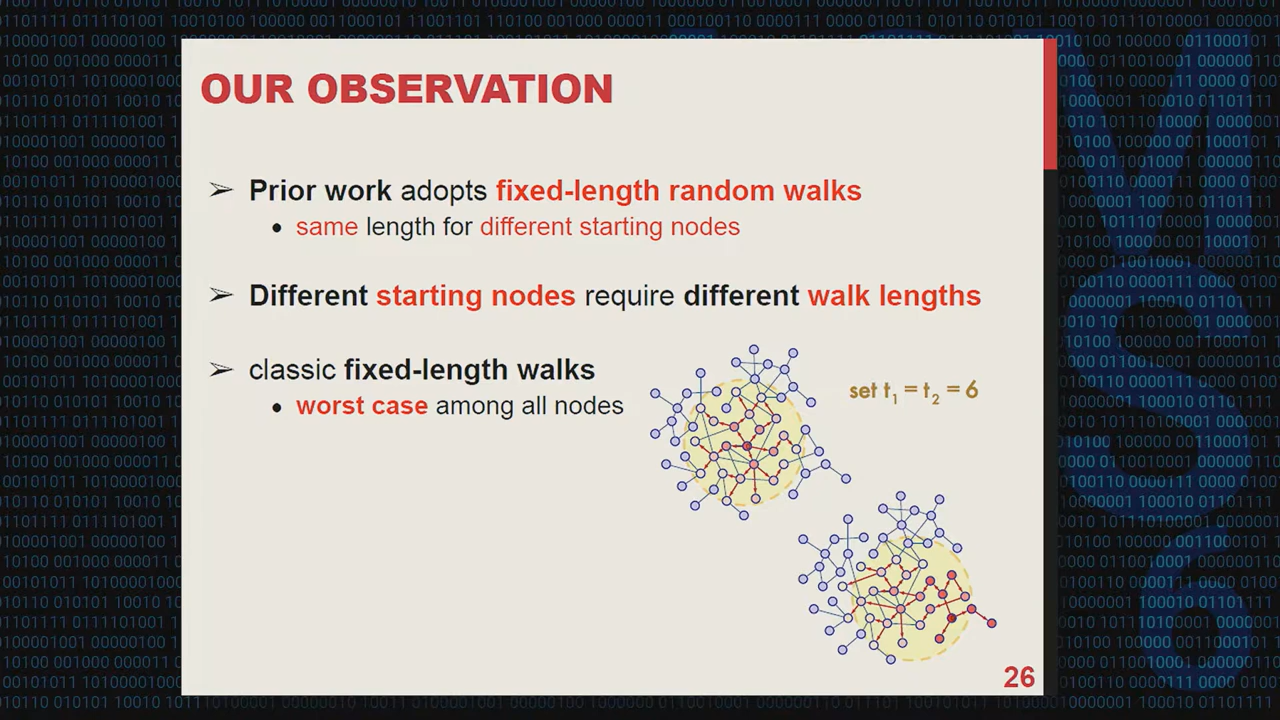 OUR OBSERVATION
➢ Prior work adopts fixed-length random walks
• same length for different starting nodes
➢ Different starting nodes require different walk lengths
➢ classic fixed-length walks
• worst case among all nodes
set t₁ = t₂ = 6
26